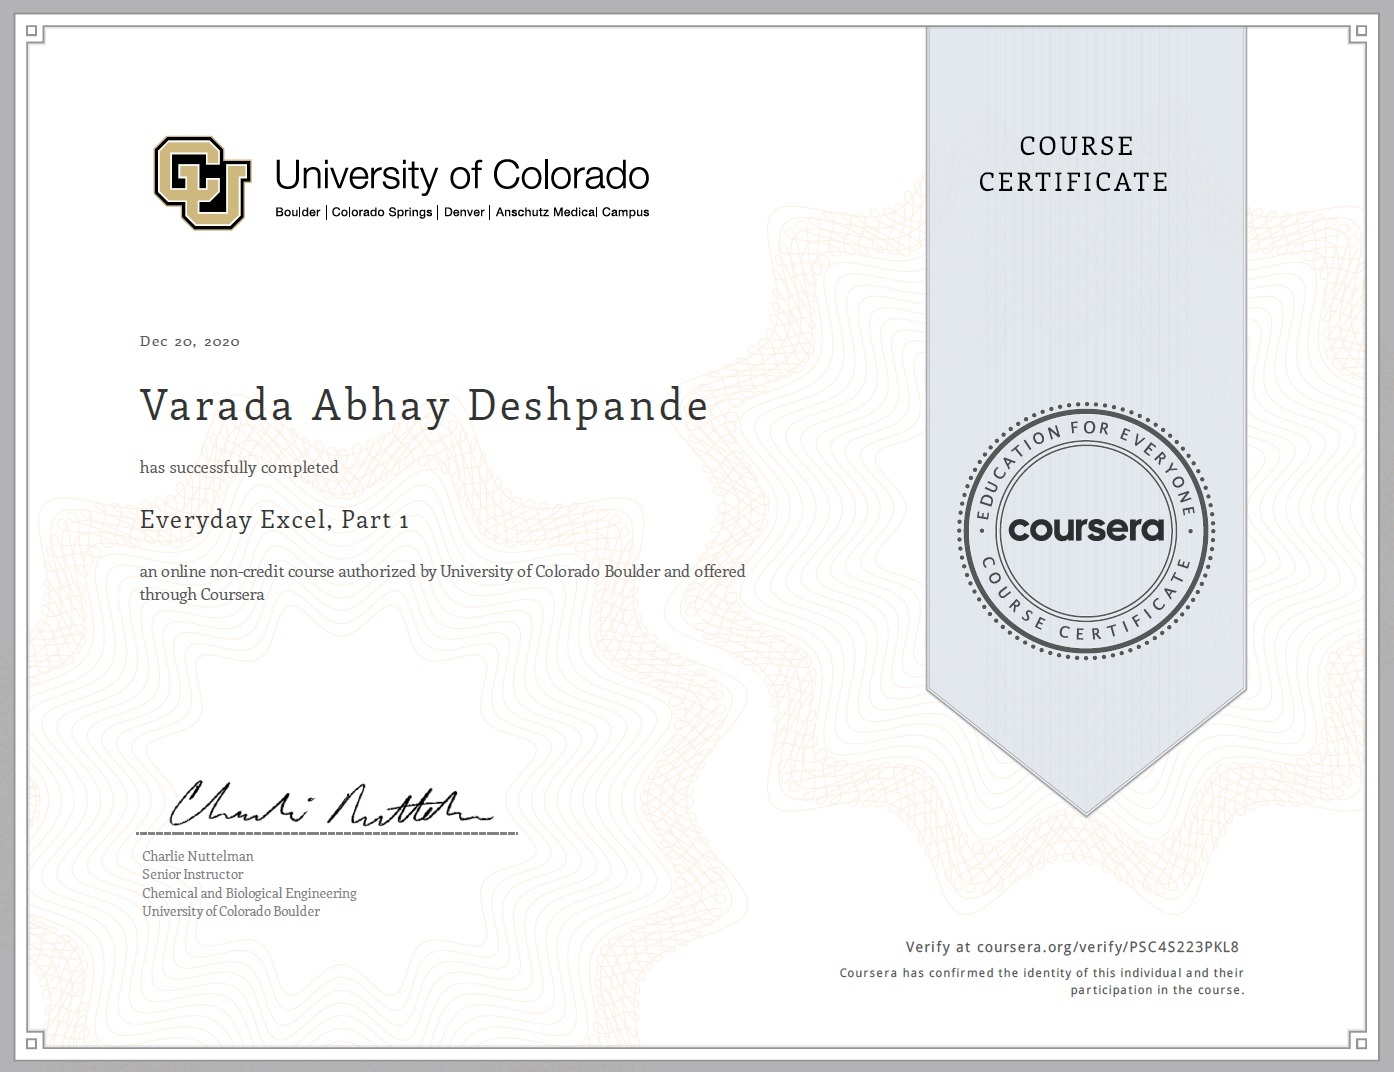 University of Colorado
Boulder | Colorado Springs | Denver | Anschutz Medical Campus
COURSE
CERTIFICATE
Dec 20, 2020
Varada Abhay Deshpande
has successfully completed
Everyday Excel, Part 1
an online non-credit course authorized by University of Colorado Boulder and offered
through Coursera
EDUCATION FOR EVERYONE
coursera
COURSE CERTIFICATE
Charlie Nuttelman
Charlie Nuttelman
Senior Instructor
Chemical and Biological Engineering
University of Colorado Boulder
Verify at coursera.org/verify/PSC4S223PKL8
Coursera has confirmed the identity of this individual and their
participation in the course.